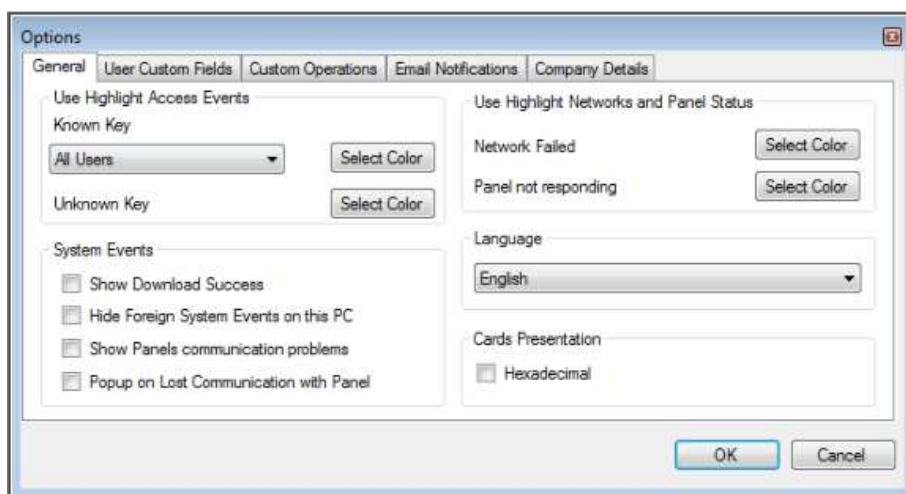 Options
General
User Custom Fields
Custom Operations
Email Notifications
Company Details
Use Highlight Access Events
Known Key
All Users
Select Color
Unknown Key
Select Color
System Events
Show Download Success
Hide Foreign System Events on this PC
Show Panels communication problems
Popup on Lost Communication with Panel
Use Highlight Networks and Panel Status
Network Failed
Select Color
Panel not responding
Select Color
Language
English
Cards Presentation
Hexadecimal
OK
Cancel